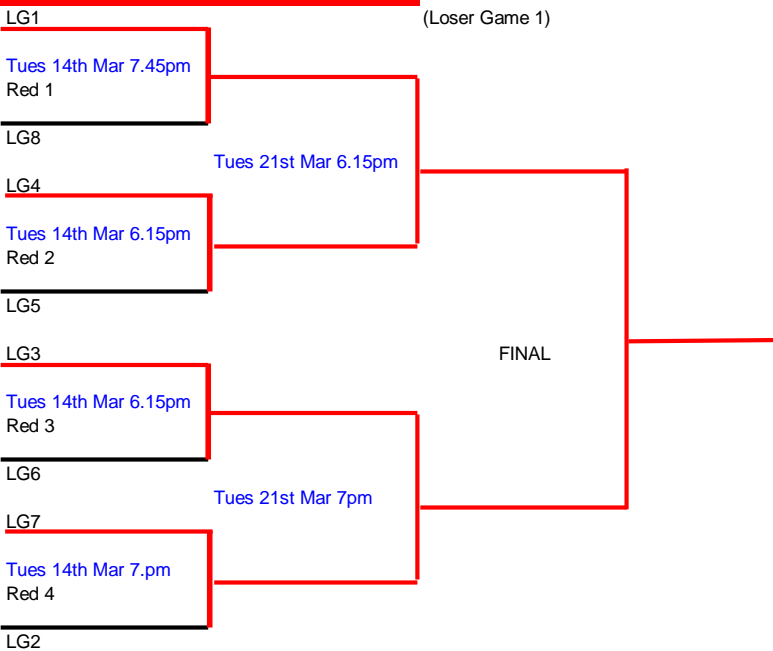 LG1
(Loser Game 1)
Tues 14th Mar 7.45pm
Red 1
LG8
Tues 21st Mar 6.15pm
LG4
Tues 14th Mar 6.15pm
Red 2
LG5
LG3
FINAL
Tues 14th Mar 6.15pm
Red 3
LG6
Tues 21st Mar 7pm
LG7
Tues 14th Mar 7.pm
Red 4
LG2